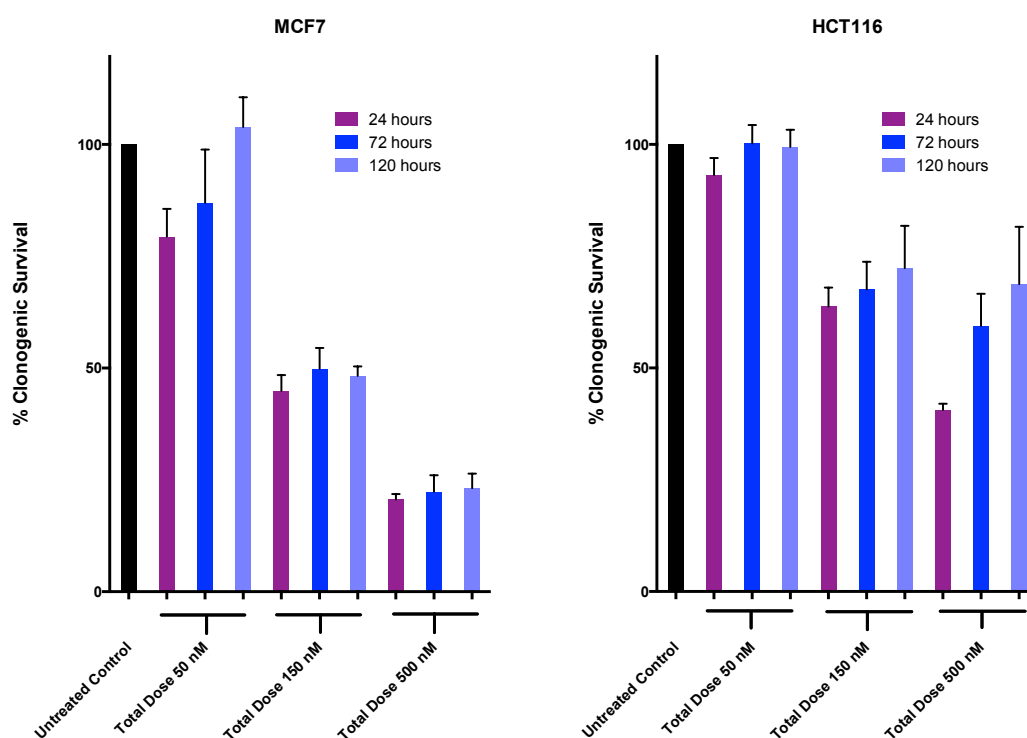 MCF7
% Clonogenic Survival
100
50
0
24 hours
72 hours
120 hours
Untreated Control
Total Dose 50 nM
Total Dose 150 nM
Total Dose 500 nM
HCT116
% Clonogenic Survival
100
50
0
24 hours
72 hours
120 hours
Untreated Control
Total Dose 50 nM
Total Dose 150 nM
Total Dose 500 nM